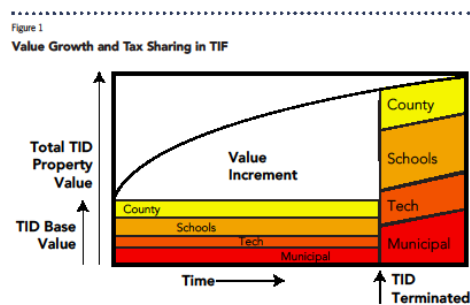 Figure 1
Value Growth and Tax Sharing in TIF
Total TID
Property
Value
Value
Increment
TID Base
Value
County
Schools
Tech
Municipal
County
Schools
Tech
Municipal
Time
TID
Terminated